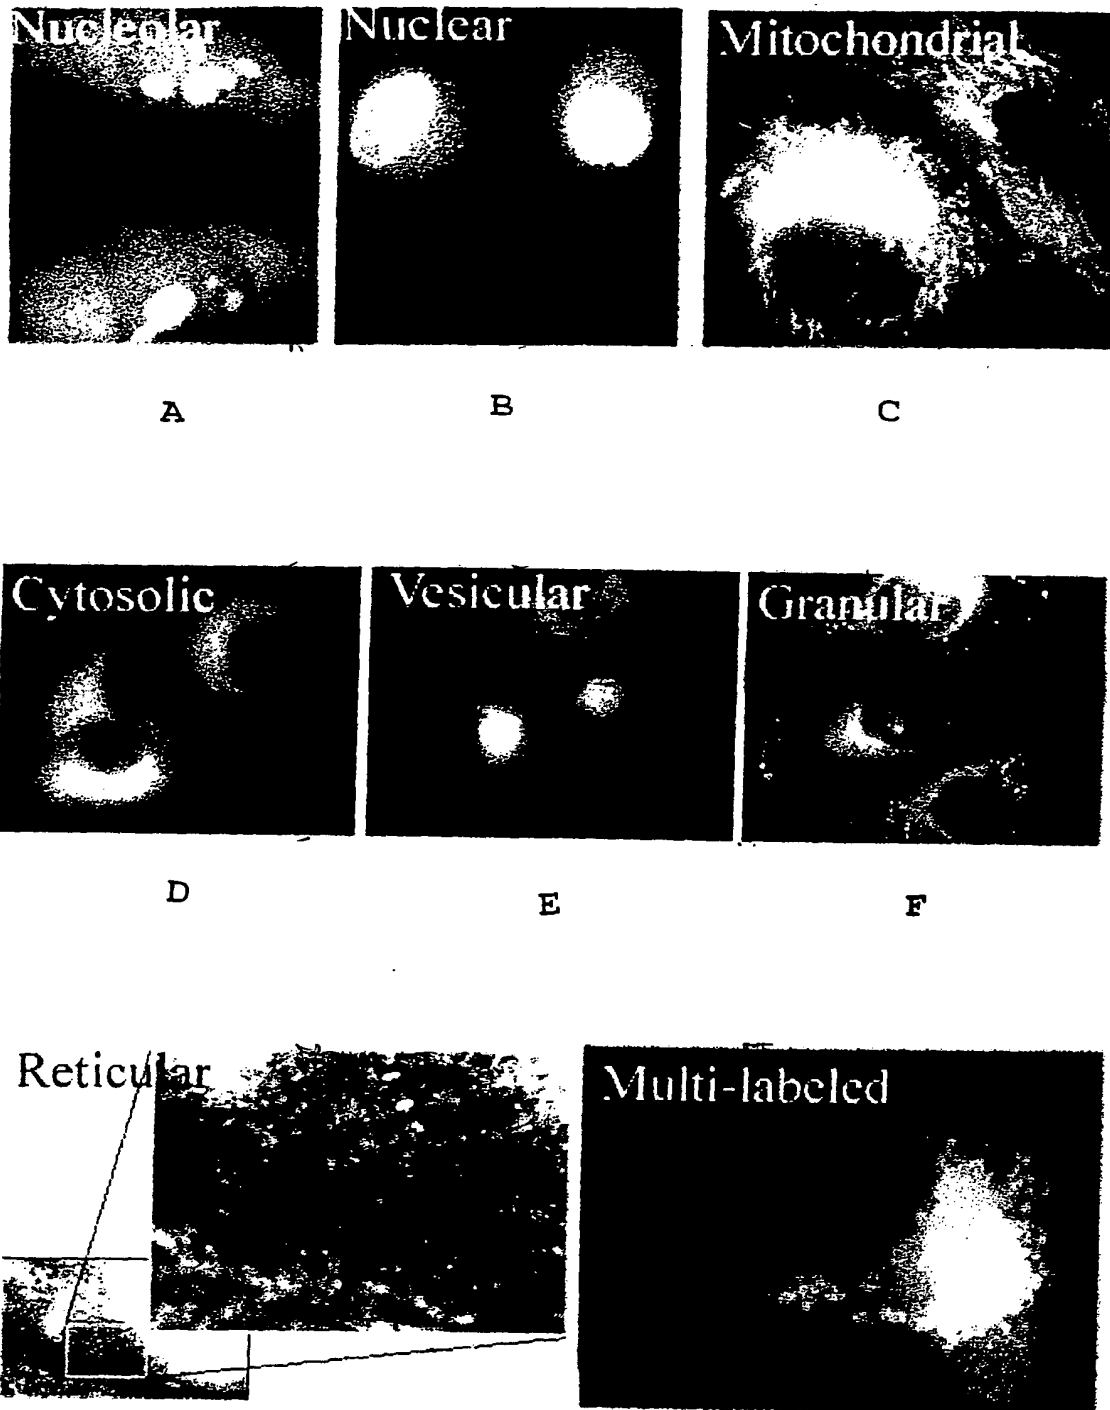 Nucleolar
Nuclear
Mitochondrial
A
B
C
Cytosolic
Vesicular
Granular
D
E
F
Reticular
Multi-labeled